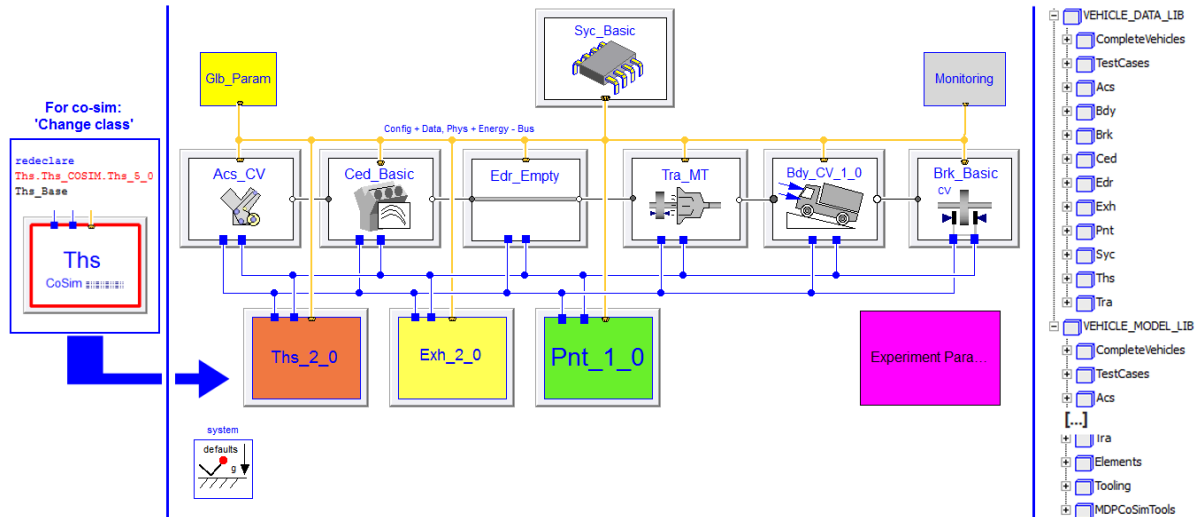 For co-sim:
'Change class'
redeclare
Ths.Ths_COSIM.Ths_5_0
Ths_Base
Ths
CoSim
Glb_Param
Syc_Basic
Monitoring
Config + Data, Phys + Energy - Bus
Acs_CV
Ced_Basic
Edr_Empty
Tra_MT
Bdy_CV_1_0
Brk_Basic
CV
Ths_2_0
Exh_2_0
Pnt_1_0
Experiment Para...
system
defaults
g
VEHICLE_DATA_LIB
CompleteVehicles
TestCases
Acs
Bdy
Brk
Ced
Edr
Exh
Pnt
Syc
Ths
Tra
VEHICLE_MODEL_LIB
CompleteVehicles
TestCases
Acs
[...]
Tra
Elements
Tooling
MDPCoSimTools